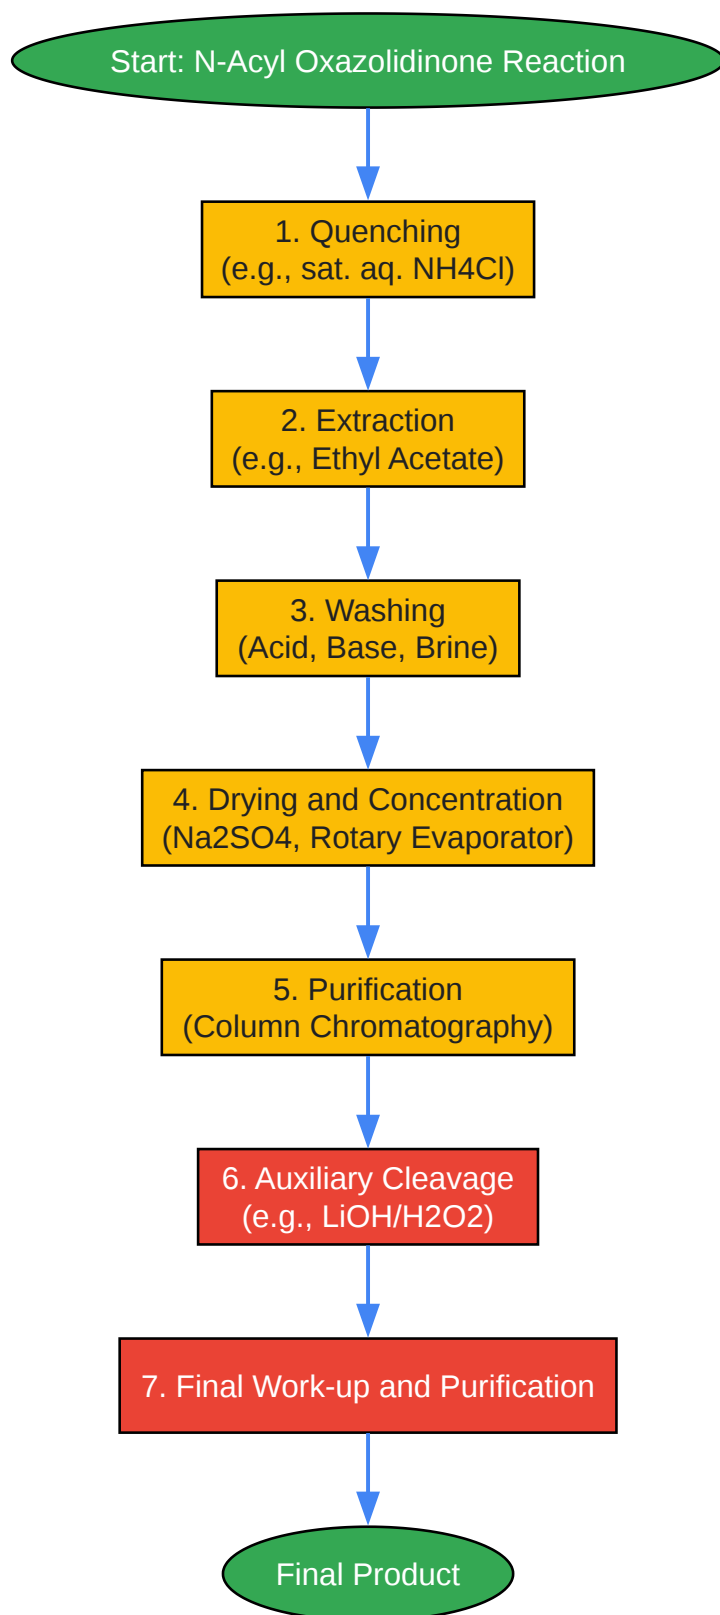 Start: N-Acyl Oxazolidinone Reaction
1. Quenching
(e.g., sat. aq. NH4Cl)
2. Extraction
(e.g., Ethyl Acetate)
3. Washing
(Acid, Base, Brine)
4. Drying and Concentration
(Na2SO4, Rotary Evaporator)
5. Purification
(Column Chromatography)
6. Auxiliary Cleavage
(e.g., LiOH/H2O2)
7. Final Work-up and Purification
Final Product